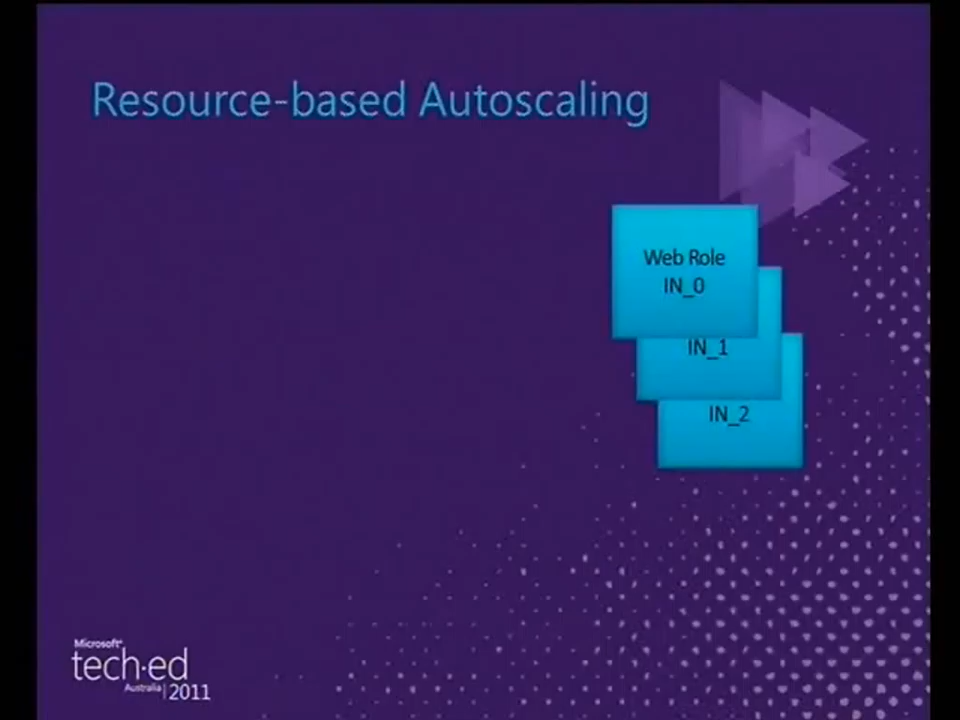 Resource-based Autoscaling
Web Role
IN_0
IN_1
IN_2
Microsoft®
tech·ed
Australia | 2011